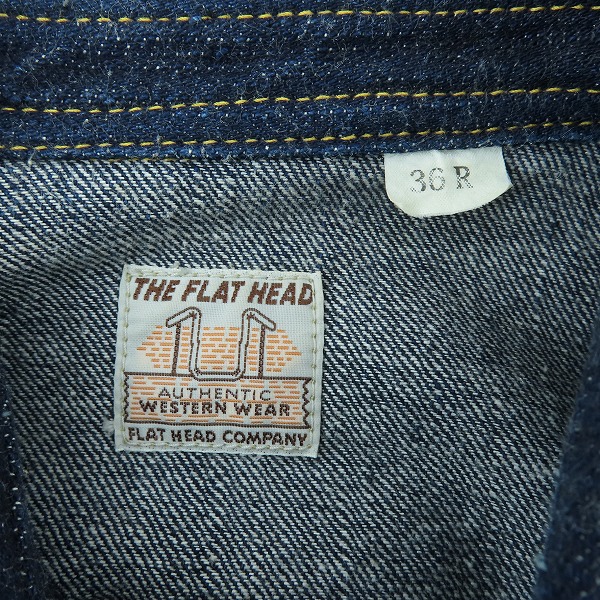 36 R
THE FLAT HEAD
AUTHENTIC
WESTERN WEAR
FLAT HEAD COMPANY